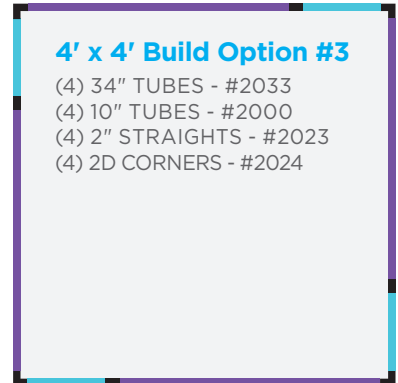 4' x 4' Build Option #3
(4) 34" TUBES - #2033
(4) 10" TUBES - #2000
(4) 2" STRAIGHTS - #2023
(4) 2D CORNERS - #2024